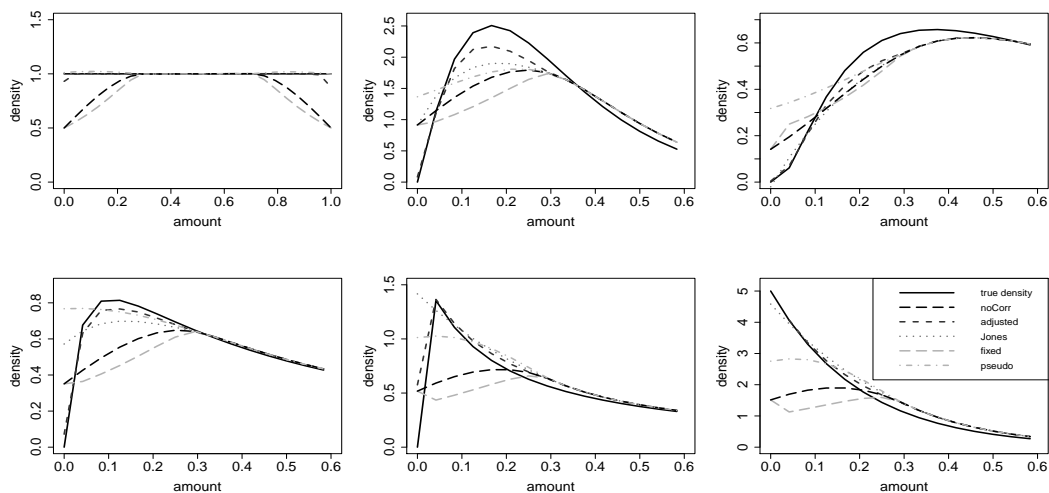 density
0.0 0.5 1.0 1.5
0.0 0.2 0.4 0.6 0.8 1.0
amount
density
0.0 0.5 1.0 1.5 2.0 2.5
0.0 0.1 0.2 0.3 0.4 0.5 0.6
amount
density
0.0 0.2 0.4 0.6
0.0 0.1 0.2 0.3 0.4 0.5 0.6
amount
density
0.0 0.2 0.4 0.6 0.8
0.0 0.1 0.2 0.3 0.4 0.5 0.6
amount
density
0.0 0.5 1.0 1.5
0.0 0.1 0.2 0.3 0.4 0.5 0.6
amount
density
0 1 2 3 4 5
0.0 0.1 0.2 0.3 0.4 0.5 0.6
amount
true density
noCorr
adjusted
Jones
fixed
pseudo